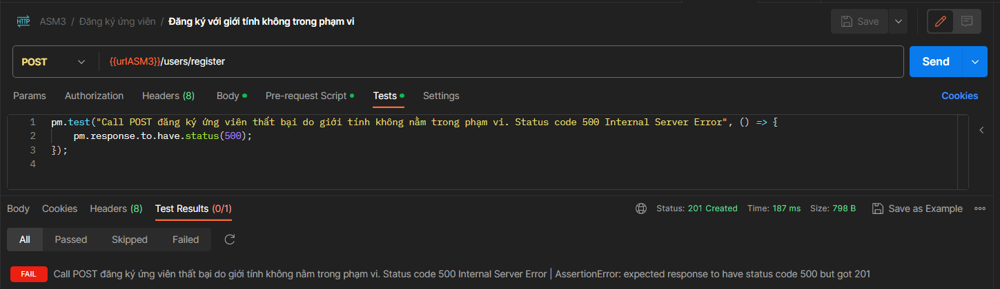 HTTP ASM3 / Đăng ký ứng viên / Đăng ký với giới tính không trong phạm vi Save
POST {{urlASM3}}/users/register Send
Params Authorization Headers (8) Body Pre-request Script Tests Settings Cookies
1 pm.test("Call POST đăng ký ứng viên thất bại do giới tính không nằm trong phạm vi. Status code 500 Internal Server Error", () => {
2 pm.response.to.have.status(500);
3 });
4
Body Cookies Headers (8) Test Results (0/1) Status: 201 Created Time: 187 ms Size: 798 B Save as Example
All Passed Skipped Failed
FAIL Call POST đăng ký ứng viên thất bại do giới tính không nằm trong phạm vi. Status code 500 Internal Server Error | AssertionError: expected response to have status code 500 but got 201